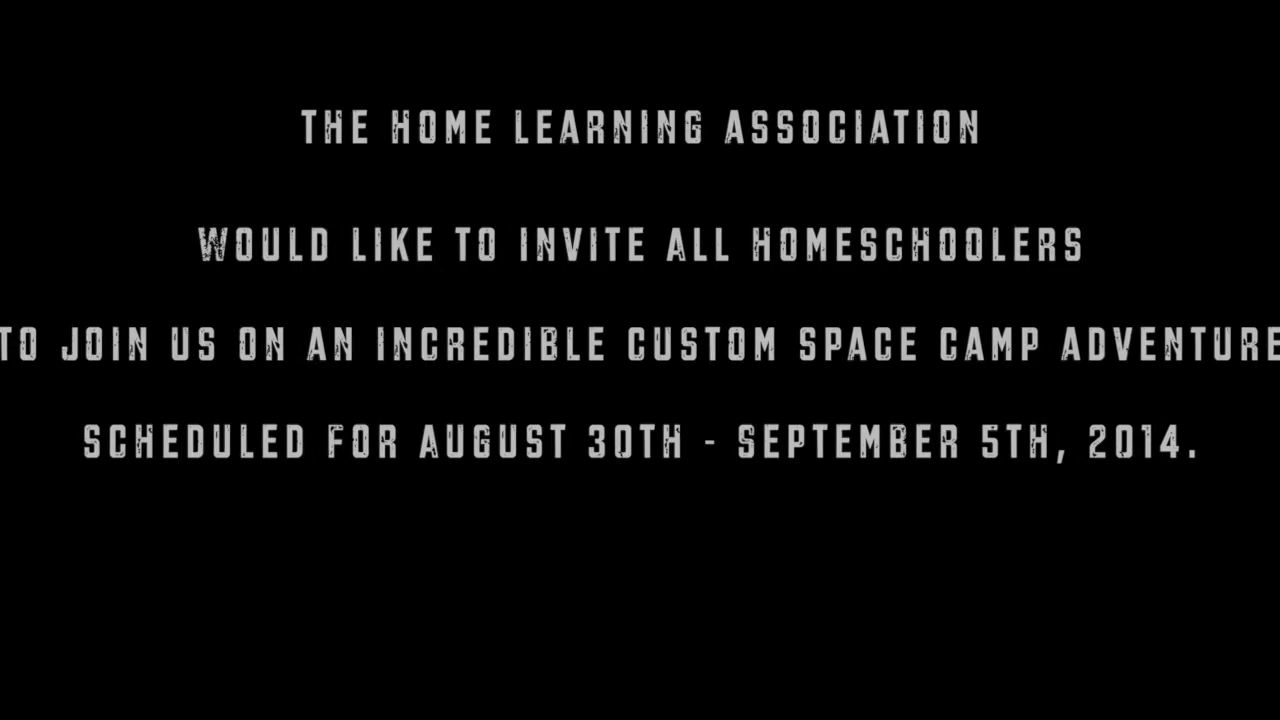 THE HOME LEARNING ASSOCIATION
WOULD LIKE TO INVITE ALL HOMESCHOOLERS
TO JOIN US ON AN INCREDIBLE CUSTOM SPACE CAMP ADVENTURE
SCHEDULED FOR AUGUST 30TH - SEPTEMBER 5TH, 2014.